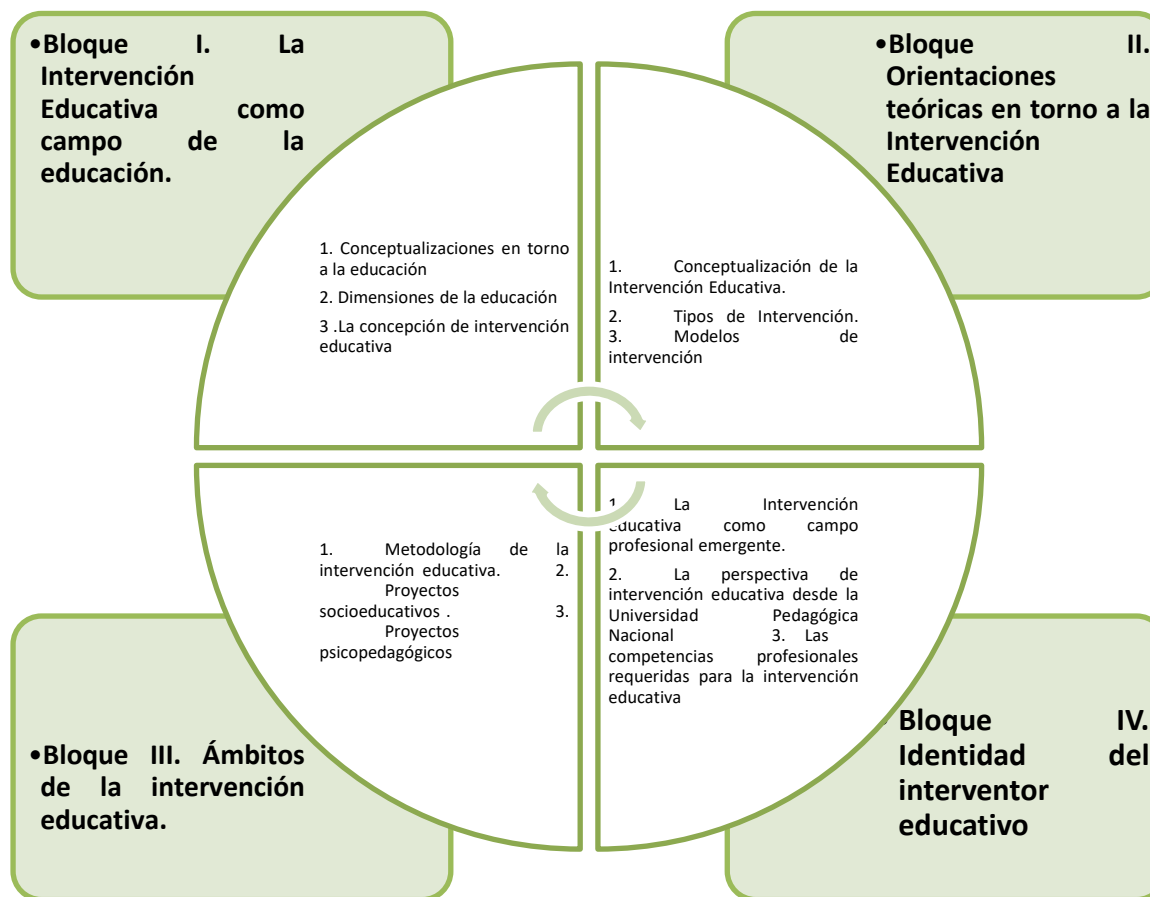 •Bloque I. La
Intervención
Educativa como
campo de la
educación.
1. Conceptualizaciones en torno
a la educación
2. Dimensiones de la educación
3 .La concepción de intervención
educativa
•Bloque II.
Orientaciones
teóricas en torno a la
Intervención
Educativa
1. Conceptualización de la
Intervención Educativa.
2. Tipos de Intervención.
3. Modelos de
intervención
1. Metodología de la
intervención educativa. 2.
Proyectos
socioeducativos . 3.
Proyectos
psicopedagógicos
•Bloque III. Ámbitos
de la intervención
educativa.
1. La Intervención
educativa como campo
profesional emergente.
2. La perspectiva de
intervención educativa desde la
Universidad Pedagógica
Nacional 3. Las
competencias profesionales
requeridas para la intervención
educativa
Bloque IV.
Identidad del
interventor
educativo